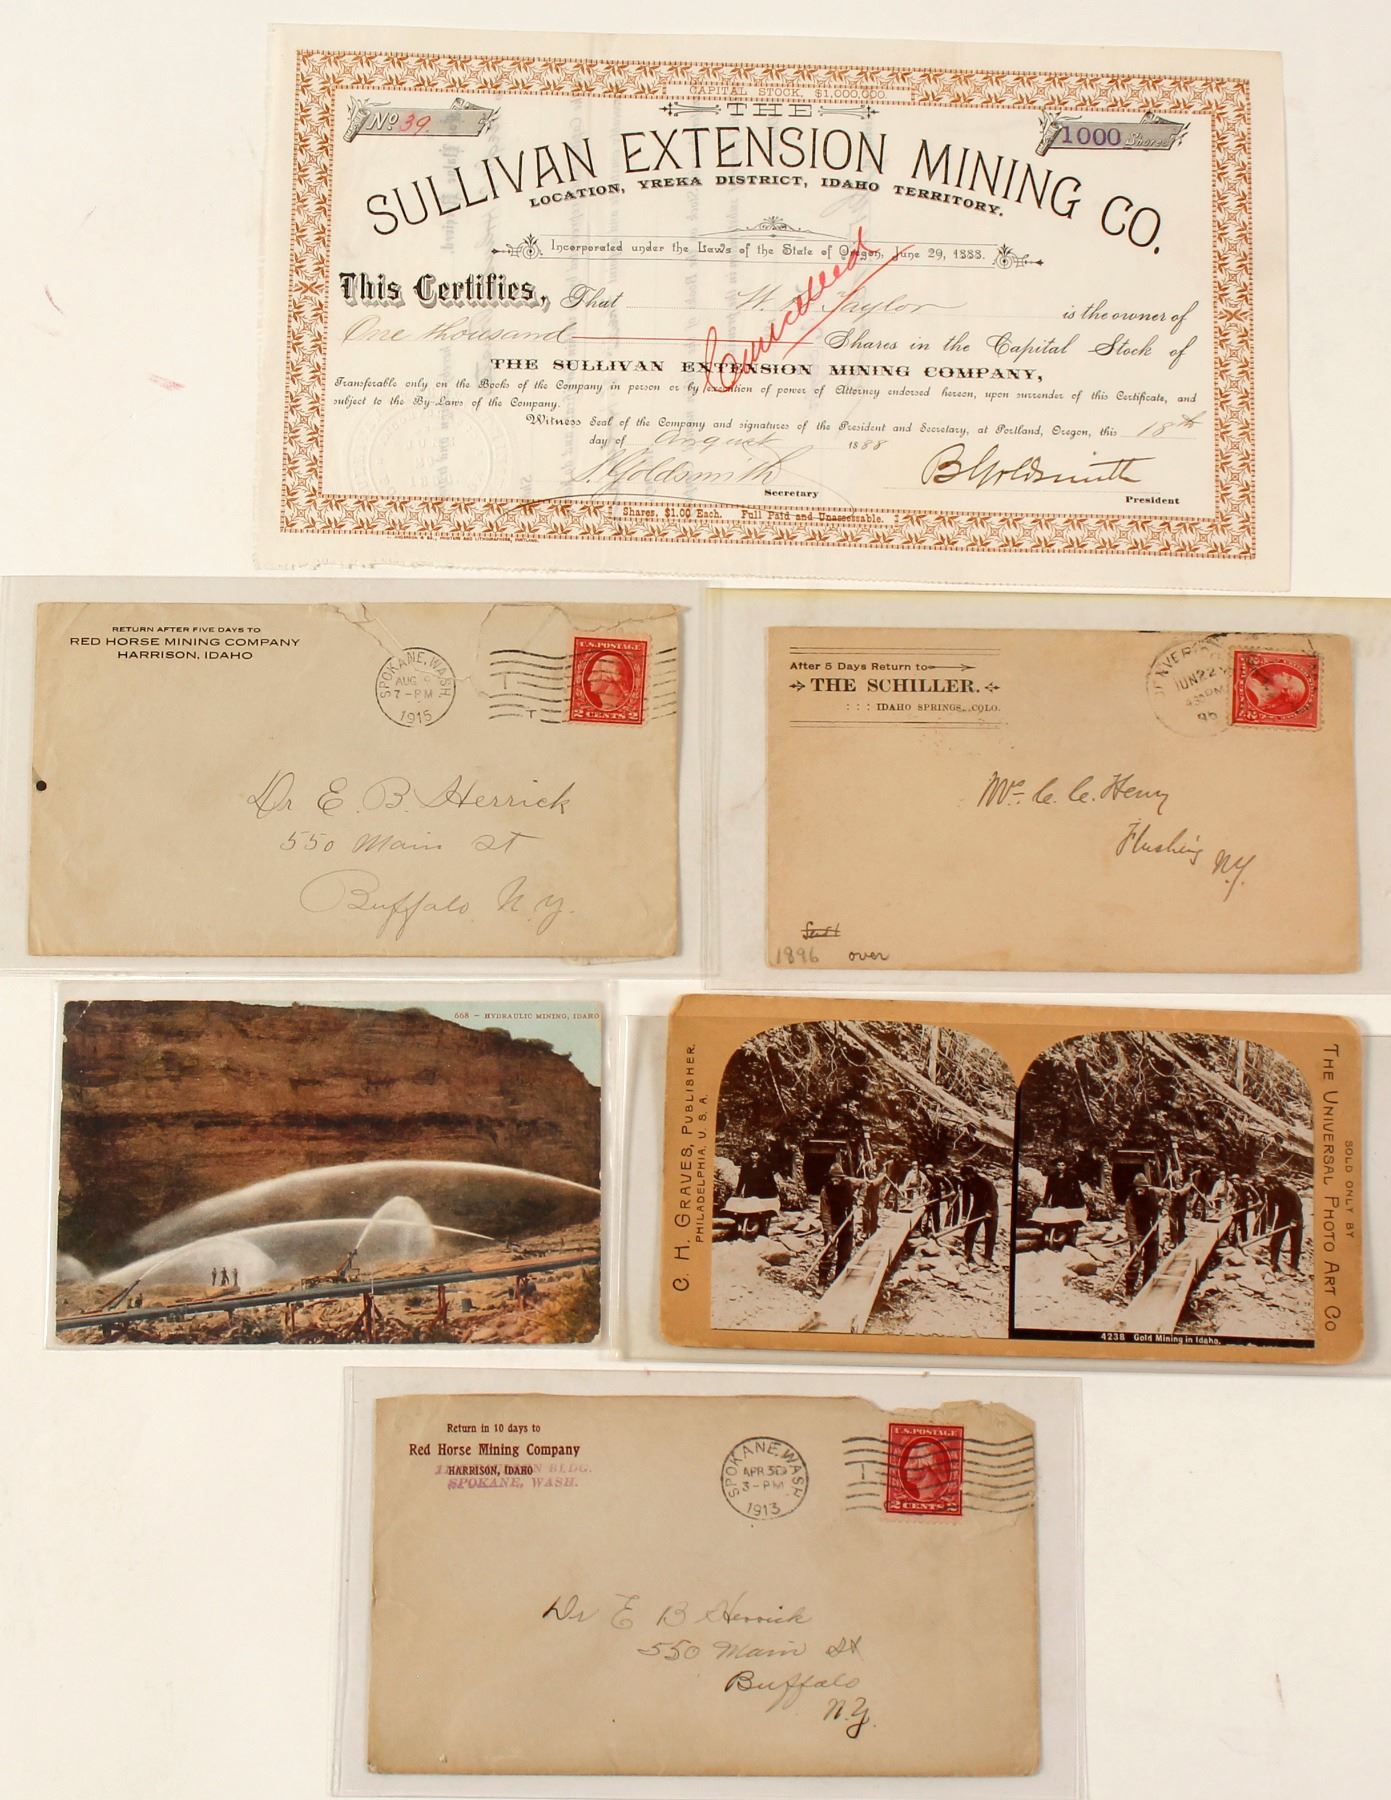 CAPITAL STOCK, $1,000,000
No 39
THE
1000 Shares
SULLIVAN EXTENSION MINING CO.
LOCATION, YREKA DISTRICT, IDAHO TERRITORY.
Incorporated under the Laws of the State of Oregon, June 29, 1888.
This Certifies, That W. Taylor is the owner of
One thousand Shares in the Capital Stock of
THE SULLIVAN EXTENSION MINING COMPANY,
Cancelled
Transferable only on the Books of the Company in person or by execution of power of Attorney endorsed hereon, upon surrender of this Certificate, and
subject to the By-Laws of the Company.
Witness Seal of the Company and signatures of the President and Secretary, at Portland, Oregon, this 18th
day of August 1888
Goldsmith Secretary
B Goldsmith President
Shares, $1.00 Each. Full Paid and Unassessable.
RETURN AFTER FIVE DAYS TO
RED HORSE MINING COMPANY
HARRISON, IDAHO
SPOKANE, WASH.
AUG
7-PM
1915
U.S. POSTAGE
2 CENTS 2
Dr E. B. Herrick
550 Main St
Buffalo, N.Y.
After 5 Days Return to
THE SCHILLER.
: : : IDAHO SPRINGS, COLO.
DENVER
JUN 22
430 PM
96
Mr. C. C. Henry
Flushing
N.Y.
1896 over
668 - HYDRAULIC MINING, IDAHO
C. H. GRAVES, PUBLISHER.
PHILADELPHIA, U. S. A.
4238 Gold Mining in Idaho.
SOLD ONLY BY
THE UNIVERSAL PHOTO ART CO
Return in 10 days to
Red Horse Mining Company
HARRISON, IDAHO
BLDG.
SPOKANE, WASH.
SPOKANE, WASH.
APR 30
3-PM
1913
U.S. POSTAGE
2 CENTS 2
Dr E B Herrick
550 Main St
Buffalo
N.Y.